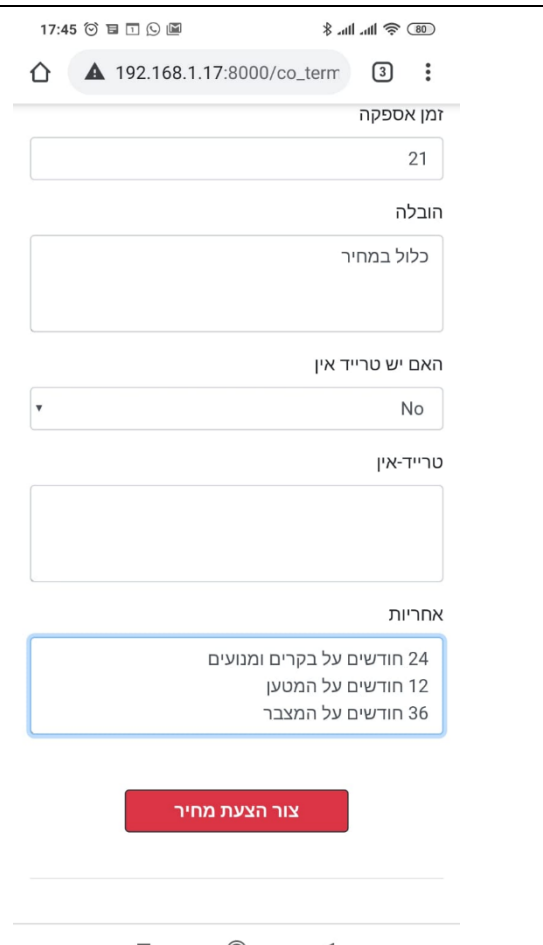 17:45
80
192.168.1.17:8000/co_term
3
זמן אספקה
21
הובלה
כלול במחיר
האם יש טרייד אין
No
טרייד-אין
אחריות
24 חודשים על בקרים ומנועים
12 חודשים על המטען
36 חודשים על המצבר
צור הצעת מחיר